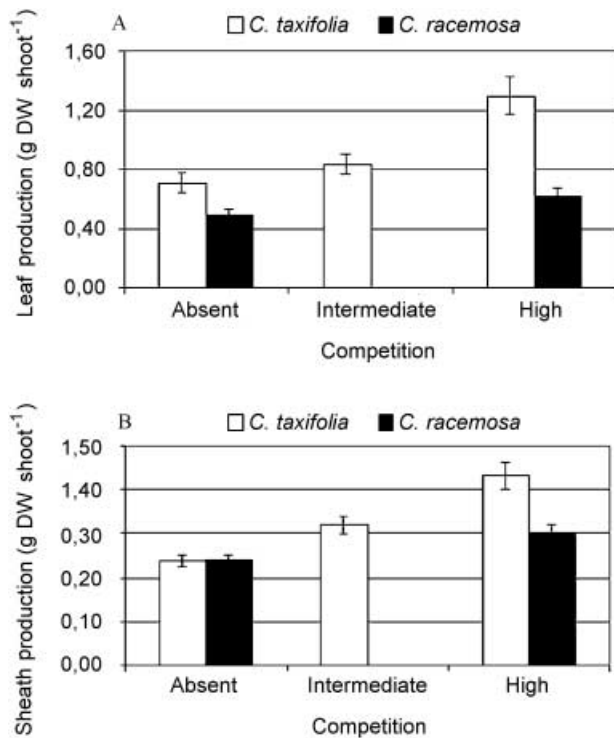 A
C. taxifolia C. racemosa
Leaf production (g DW shoot⁻¹)
1,60
1,20
0,80
0,40
0,00
Absent Intermediate High
Competition
B
C. taxifolia C. racemosa
Sheath production (g DW shoot⁻¹)
1,50
1,40
0,30
0,20
0,10
0,00
Absent Intermediate High
Competition